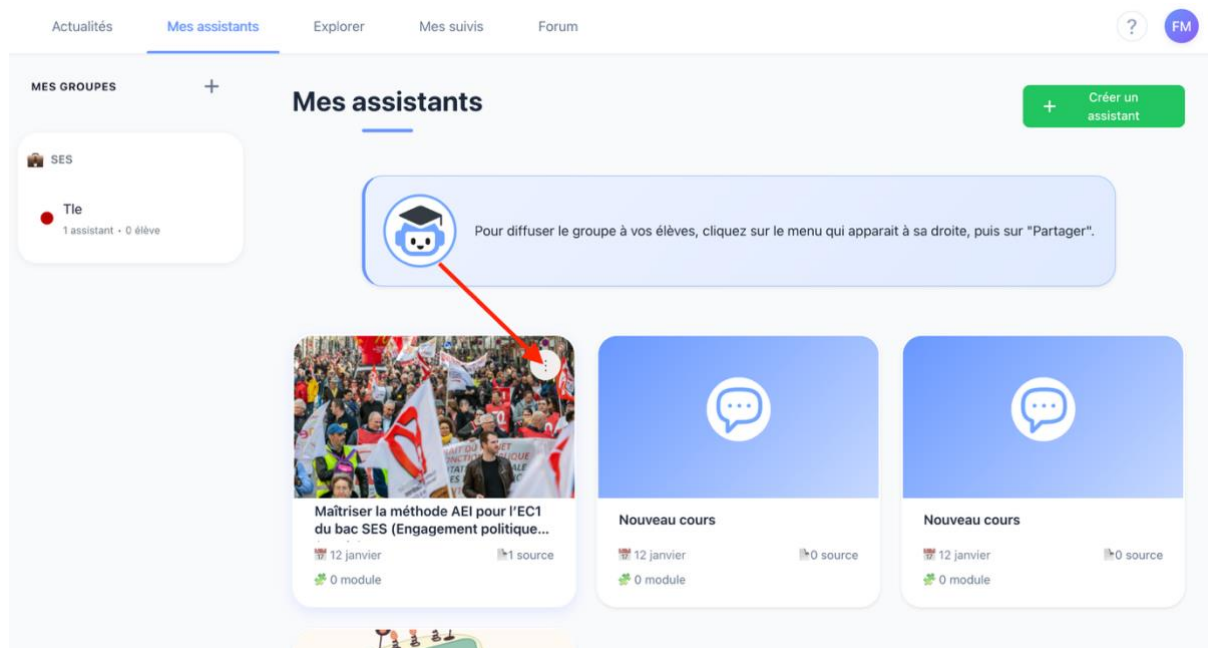 Actualités
Mes assistants
Explorer
Mes suivis
Forum
?
FM
MES GROUPES
+
Mes assistants
+
Créer un
assistant
SES
Tle
1 assistant • 0 élève
Pour diffuser le groupe à vos élèves, cliquez sur le menu qui apparait à sa droite, puis sur "Partager".
Maîtriser la méthode AEI pour l'EC1
du bac SES (Engagement politique...
12 janvier
1 source
0 module
Nouveau cours
12 janvier
0 source
0 module
Nouveau cours
12 janvier
0 source
0 module